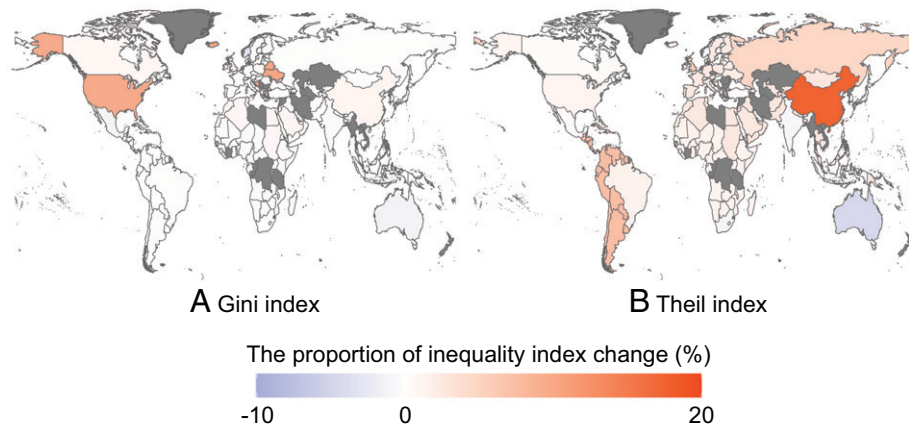 A Gini index
B Theil index
The proportion of inequality index change (%)
-10 0 20